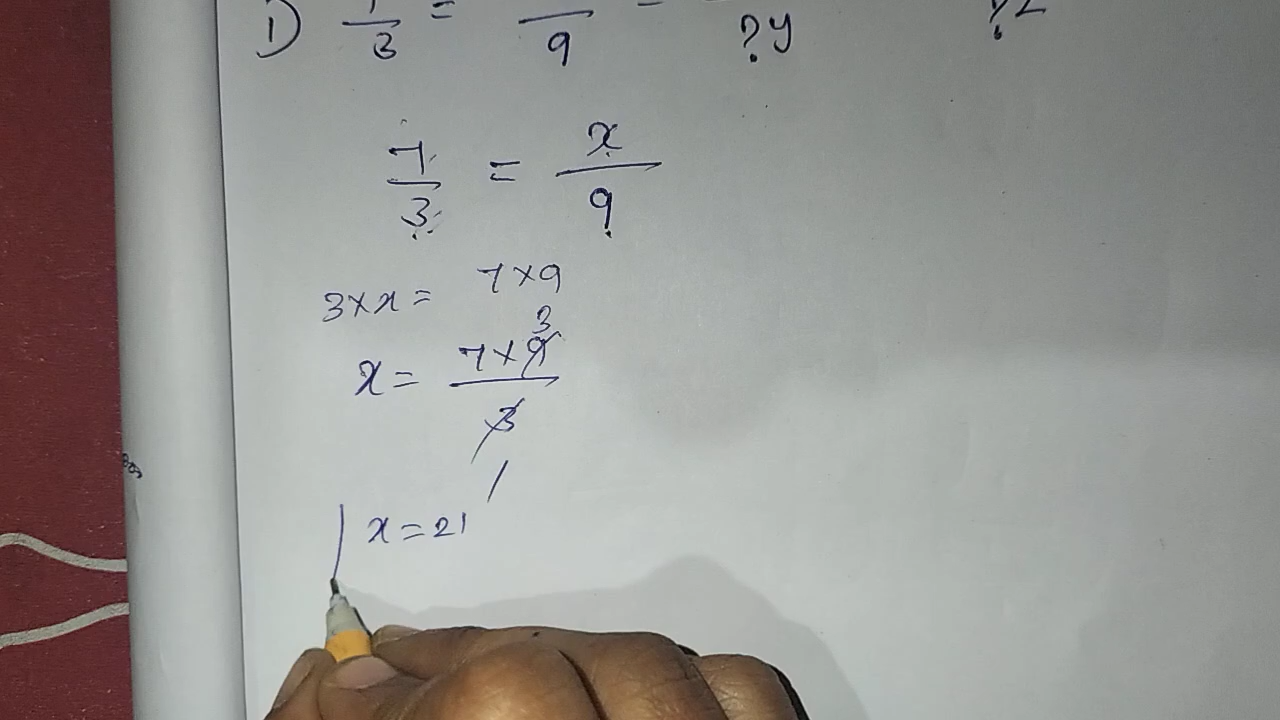 1) 7/3 = /9 = /?y ?z
7/3 = x/9
3×x = 7×9
x = 7×9/3 3 1
x = 21